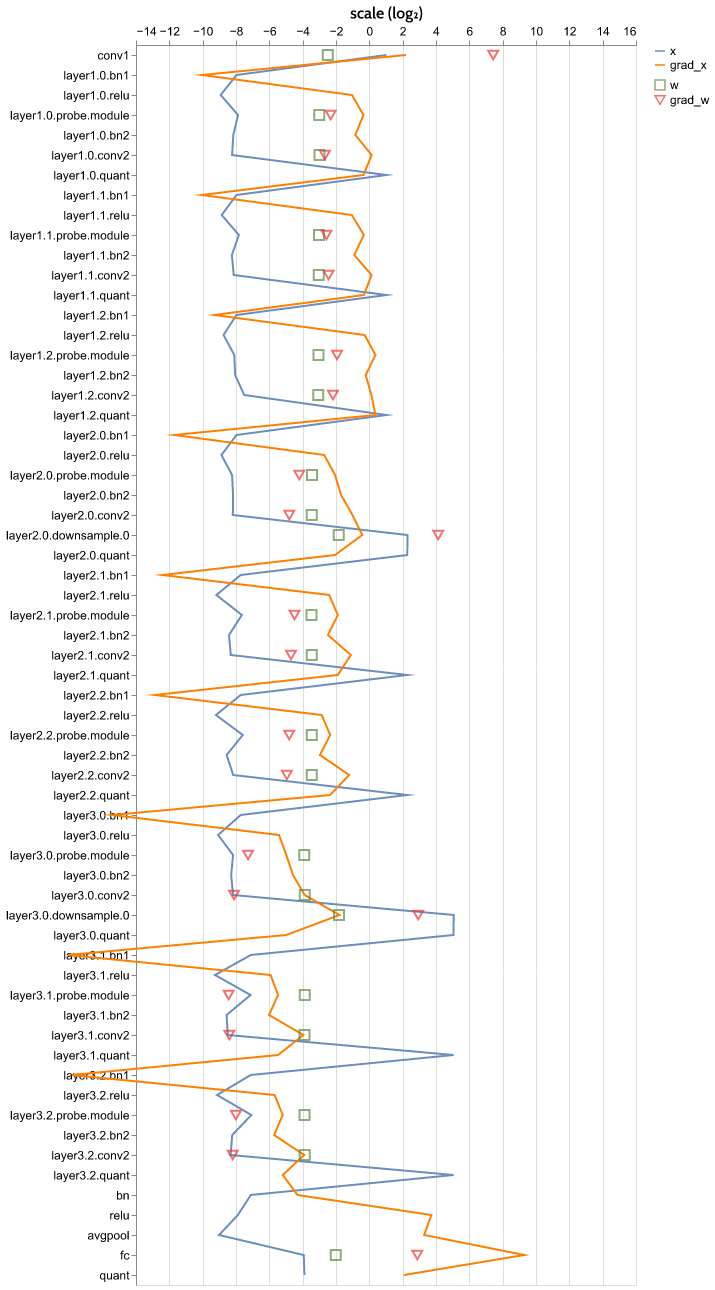 scale (log₂)
−14 −12 −10 −8 −6 −4 −2 0 2 4 6 8 10 12 14 16
x
grad_x
w
grad_w
conv1
layer1.0.bn1
layer1.0.relu
layer1.0.probe.module
layer1.0.bn2
layer1.0.conv2
layer1.0.quant
layer1.1.bn1
layer1.1.relu
layer1.1.probe.module
layer1.1.bn2
layer1.1.conv2
layer1.1.quant
layer1.2.bn1
layer1.2.relu
layer1.2.probe.module
layer1.2.bn2
layer1.2.conv2
layer1.2.quant
layer2.0.bn1
layer2.0.relu
layer2.0.probe.module
layer2.0.bn2
layer2.0.conv2
layer2.0.downsample.0
layer2.0.quant
layer2.1.bn1
layer2.1.relu
layer2.1.probe.module
layer2.1.bn2
layer2.1.conv2
layer2.1.quant
layer2.2.bn1
layer2.2.relu
layer2.2.probe.module
layer2.2.bn2
layer2.2.conv2
layer2.2.quant
layer3.0.bn1
layer3.0.relu
layer3.0.probe.module
layer3.0.bn2
layer3.0.conv2
layer3.0.downsample.0
layer3.0.quant
layer3.1.bn1
layer3.1.relu
layer3.1.probe.module
layer3.1.bn2
layer3.1.conv2
layer3.1.quant
layer3.2.bn1
layer3.2.relu
layer3.2.probe.module
layer3.2.bn2
layer3.2.conv2
layer3.2.quant
bn
relu
avgpool
fc
quant